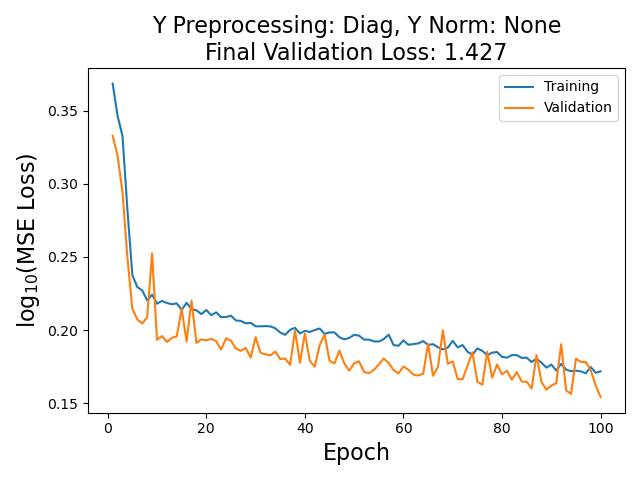 Y Preprocessing: Diag, Y Norm: None
Final Validation Loss: 1.427
Training
Validation
log₁₀(MSE Loss)
0.35
0.30
0.25
0.20
0.15
0
20
40
60
80
100
Epoch